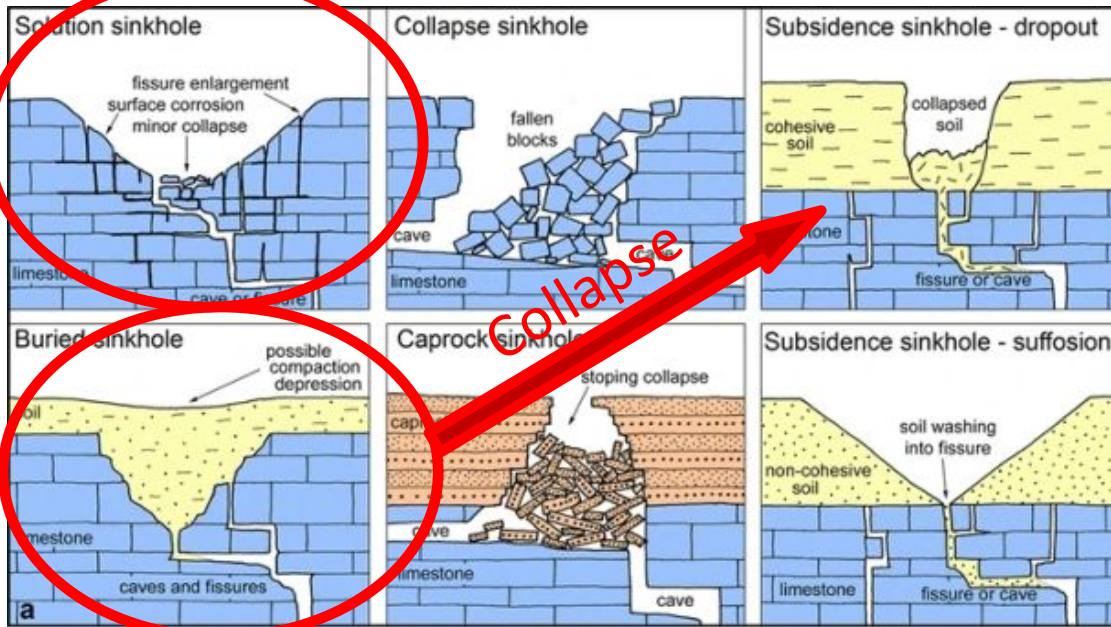 Solution sinkhole
fissure enlargement
surface corrosion
minor collapse
limestone
cave or fissure
Collapse sinkhole
fallen
blocks
cave
cave
limestone
Subsidence sinkhole - dropout
collapsed
soil
cohesive
soil
fissure or cave
Buried sinkhole
possible
compaction
depression
caves and fissures
a
Caprock sinkhole
stoping collapse
cave
limestone
cave
Subsidence sinkhole - suffosion
soil washing
into fissure
non-cohesive
soil
limestone
fissure or cave
Collapse